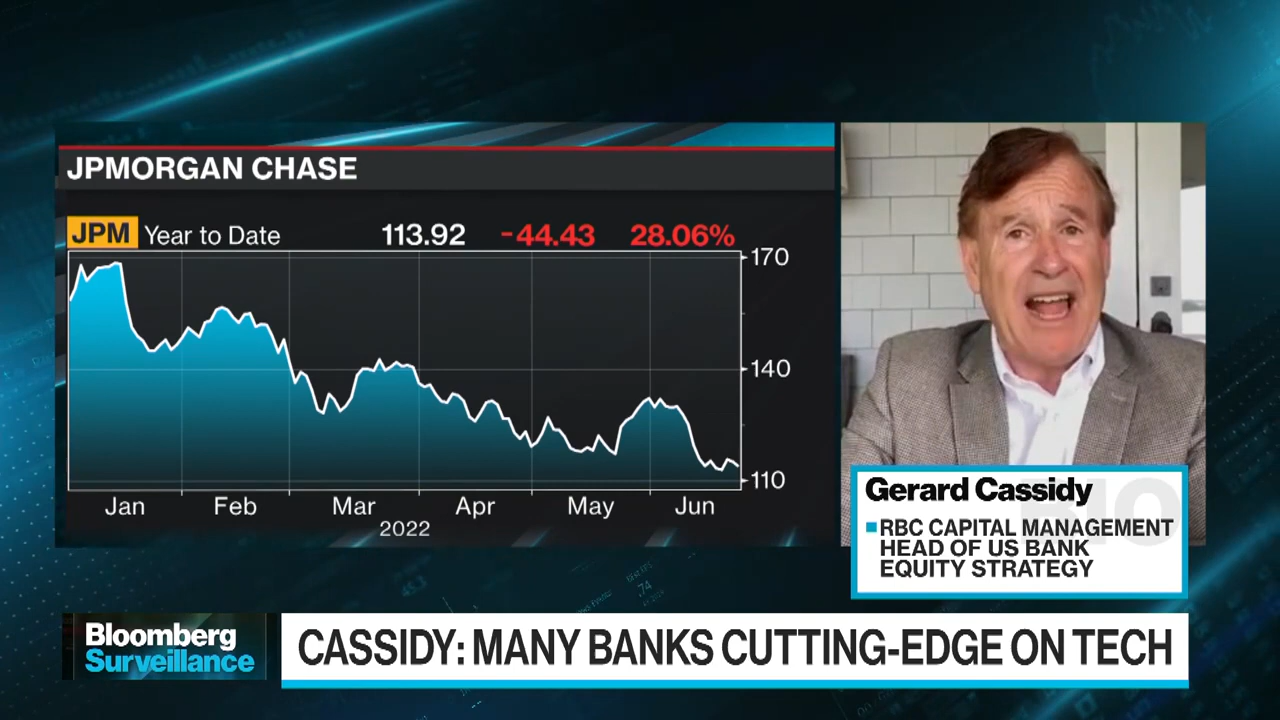 JPMORGAN CHASE
JPM Year to Date 113.92 -44.43 28.06%
170
140
110
Jan Feb Mar Apr May Jun
2022
Gerard Cassidy
RBC CAPITAL MANAGEMENT
HEAD OF US BANK
EQUITY STRATEGY
Bloomberg
Surveillance
CASSIDY: MANY BANKS CUTTING-EDGE ON TECH